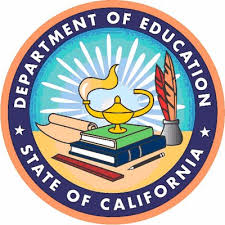 DEPARTMENT OF EDUCATION
STATE OF CALIFORNIA